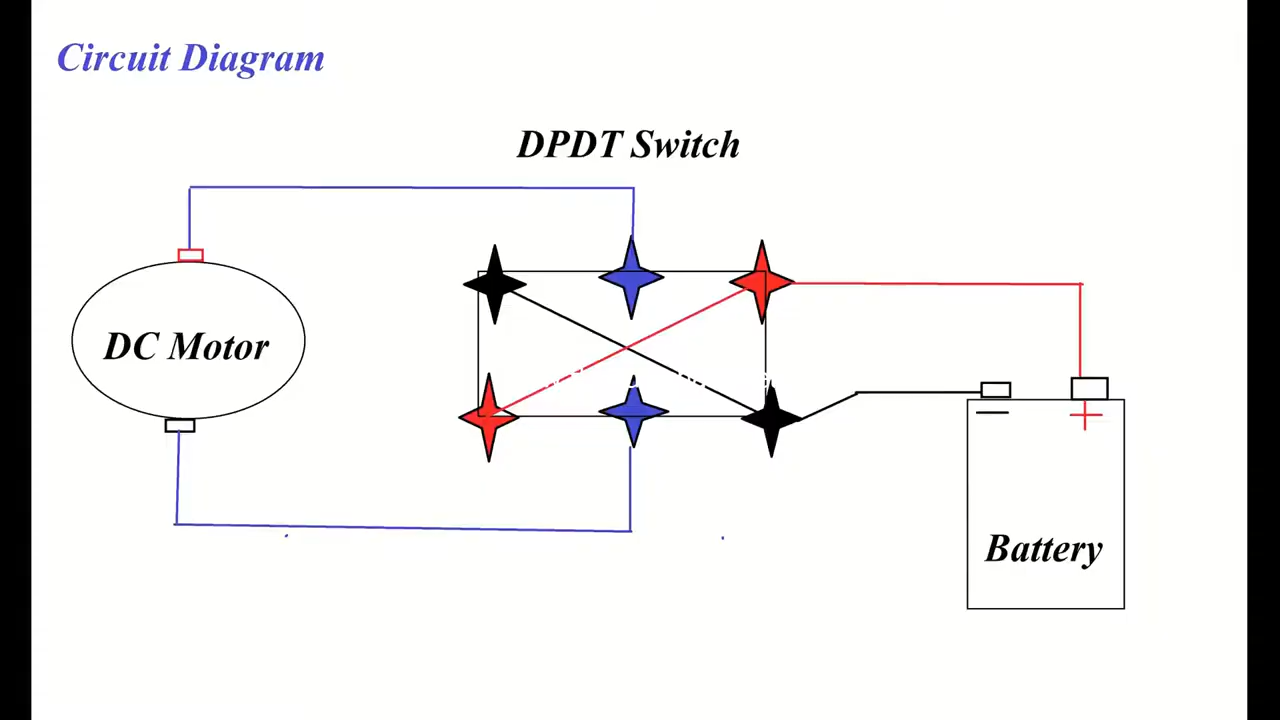 Circuit Diagram
DPDT Switch
DC Motor
− +
Battery